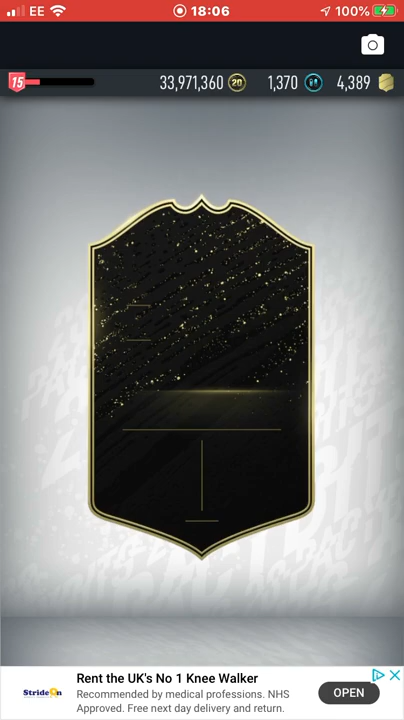 EE 18:06 100%
15 33,971,360 20 1,370 4,389
Rent the UK's No 1 Knee Walker
StrideOn Recommended by medical professions. NHS OPEN
Approved. Free next day delivery and return.